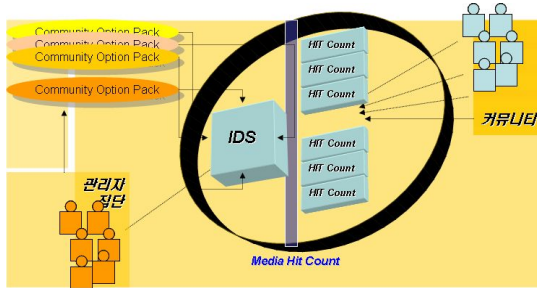 Community Option Pack
Community Option Pack
Community Option Pack
Community Option Pack
HIT Count
HIT Count
HIT Count
IDS
커뮤니티
HIT Count
HIT Count
HIT Count
관리자
집단
Media Hit Count